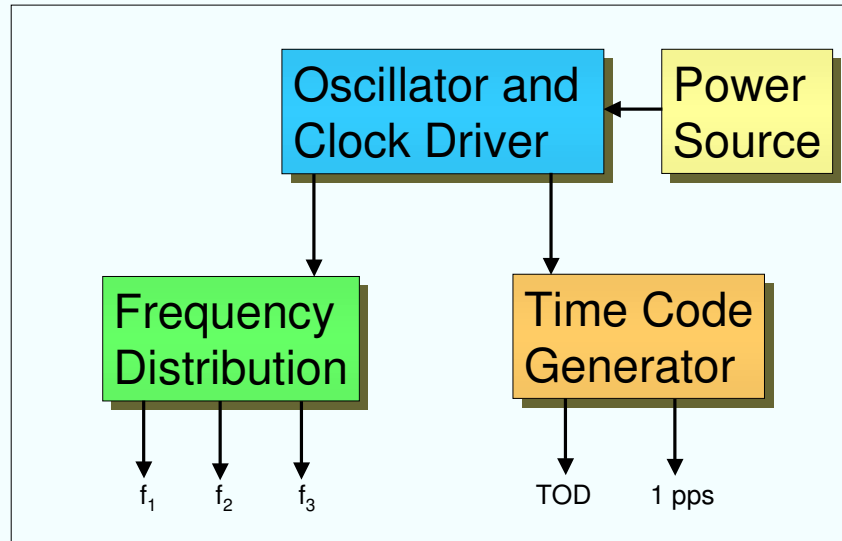 Oscillator and
Clock Driver
Power
Source
Frequency
Distribution
Time Code
Generator
f₁ f₂ f₃
TOD 1 pps